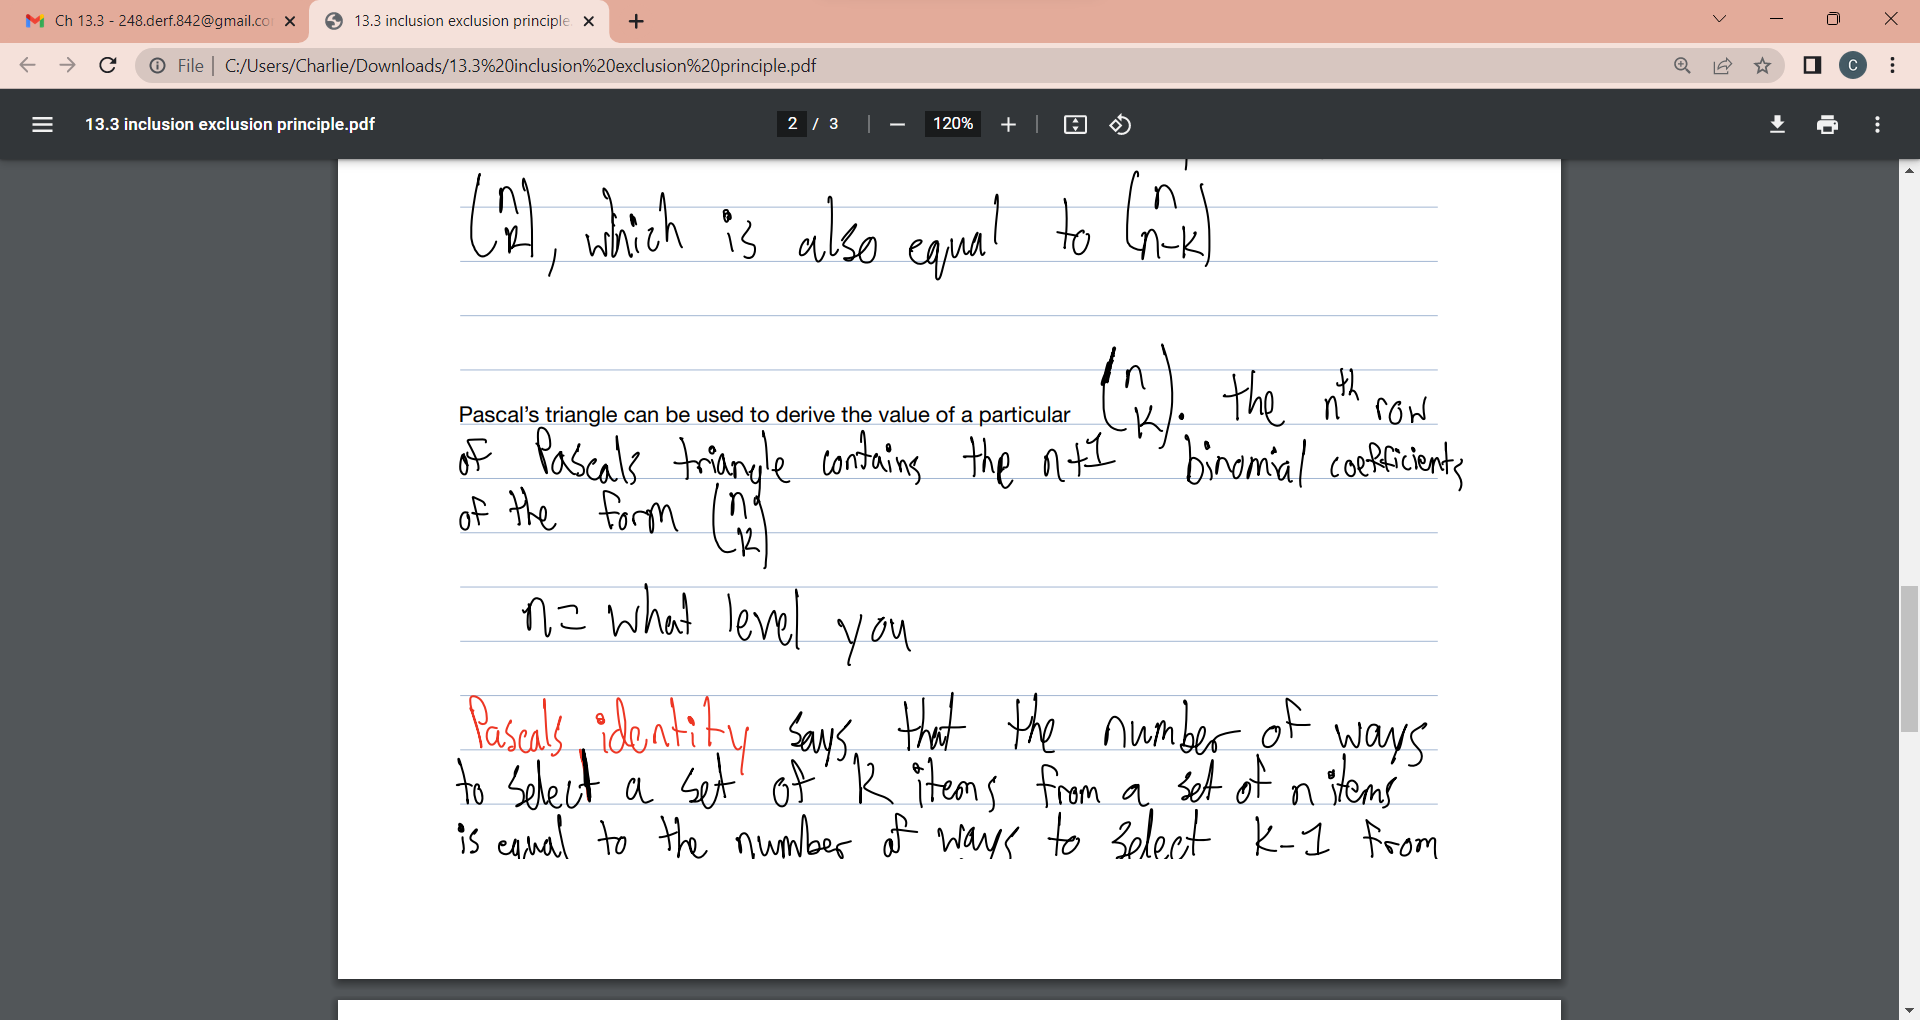 Ch 13.3 - 248.derf.842@gmail.co
13.3 inclusion exclusion principle.
File | C:/Users/Charlie/Downloads/13.3%20inclusion%20exclusion%20principle.pdf
C
13.3 inclusion exclusion principle.pdf
2 / 3
120%
(n k), which is also equal to (n n-k)
Pascal's triangle can be used to derive the value of a particular (n k). the nth row
of Pascals triangle contains the n+1 binomial coefficients
of the form (n k)
n= what level you
Pascals identity says that the number of ways
to select a set of k items from a set of n items
is equal to the number of ways to select k-1 from